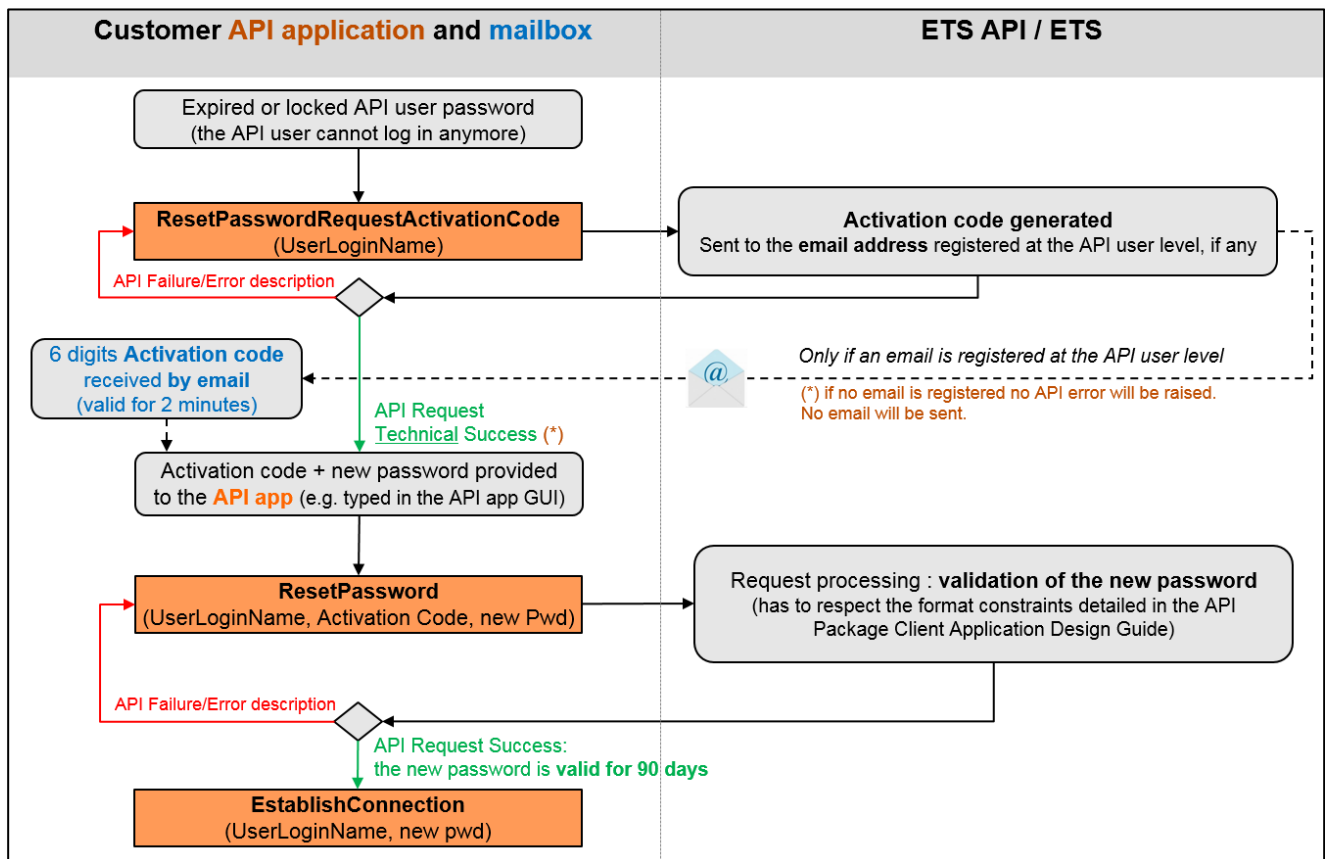 Customer API application and mailbox
ETS API / ETS
Expired or locked API user password
(the API user cannot log in anymore)
ResetPasswordRequestActivationCode
(UserLoginName)
Activation code generated
Sent to the email address registered at the API user level, if any
API Failure/Error description
6 digits Activation code
received by email
(valid for 2 minutes)
@
Only if an email is registered at the API user level
(*) if no email is registered no API error will be raised.
No email will be sent.
API Request
Technical Success (*)
Activation code + new password provided
to the API app (e.g. typed in the API app GUI)
ResetPassword
(UserLoginName, Activation Code, new Pwd)
Request processing : validation of the new password
(has to respect the format constraints detailed in the API
Package Client Application Design Guide)
API Failure/Error description
API Request Success:
the new password is valid for 90 days
EstablishConnection
(UserLoginName, new pwd)